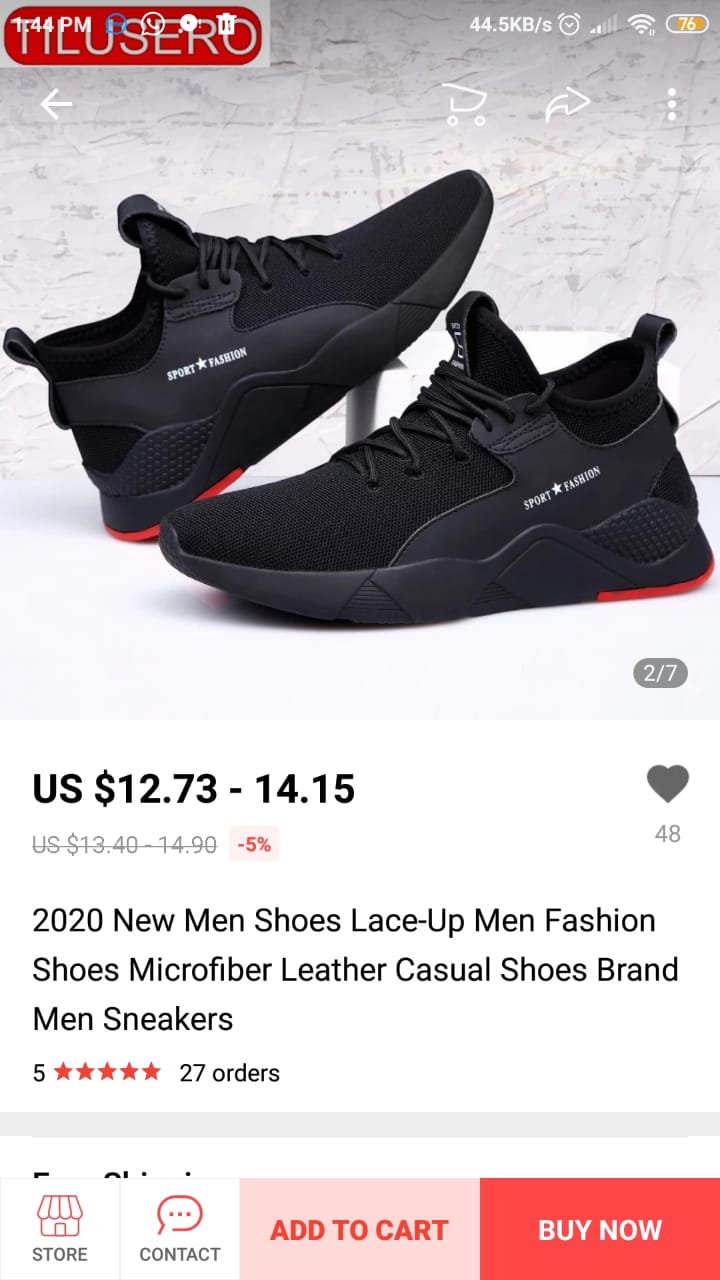 1:44 PM
44.5KB/s
76
TILUSERO
SPORT★FASHION
SPORT★FASHION
2/7
US $12.73 - 14.15
US $13.40 - 14.90 -5%
48
2020 New Men Shoes Lace-Up Men Fashion
Shoes Microfiber Leather Casual Shoes Brand
Men Sneakers
5 ★★★★★ 27 orders
STORE
CONTACT
ADD TO CART
BUY NOW